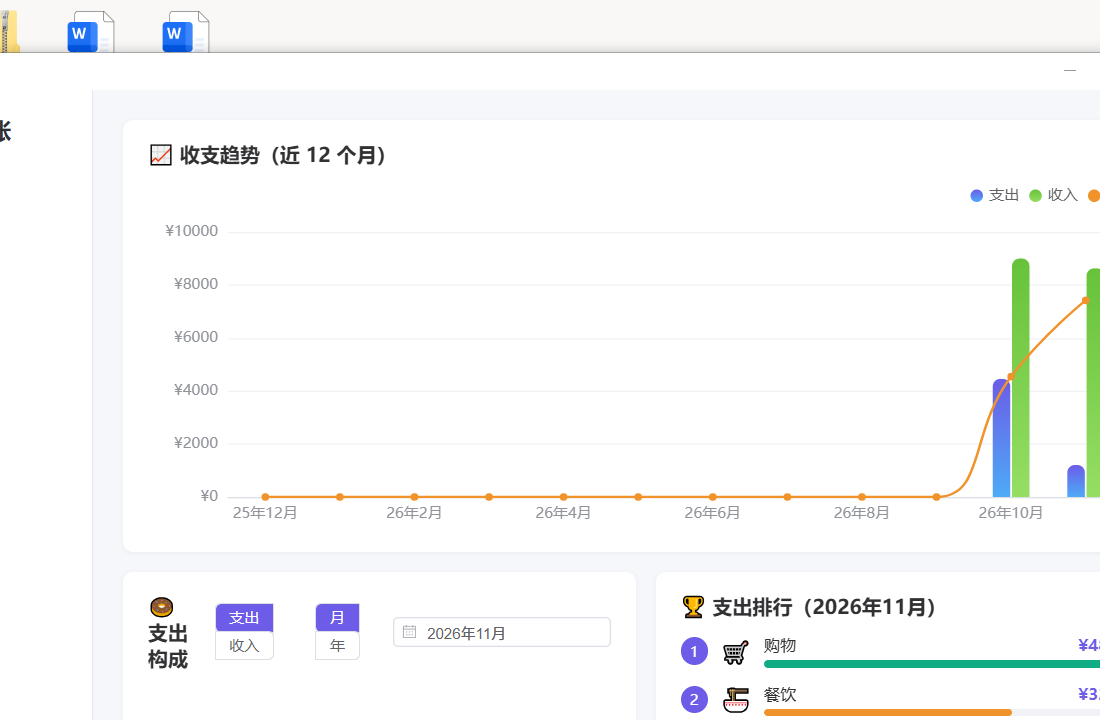 W W
账
收支趋势（近 12 个月）
支出 收入
¥10000
¥8000
¥6000
¥4000
¥2000
¥0
25年12月 26年2月 26年4月 26年6月 26年8月 26年10月
支出
构成
支出
收入
月
年
2026年11月
支出排行（2026年11月）
1 购物
2 餐饮